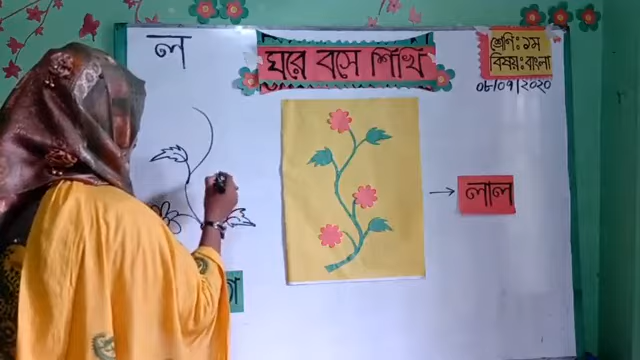 ল
ঘরে বসে শিখি
শ্রেণি: ১ম
বিষয়: বাংলা
০৮/০৭/২০২০
লাল